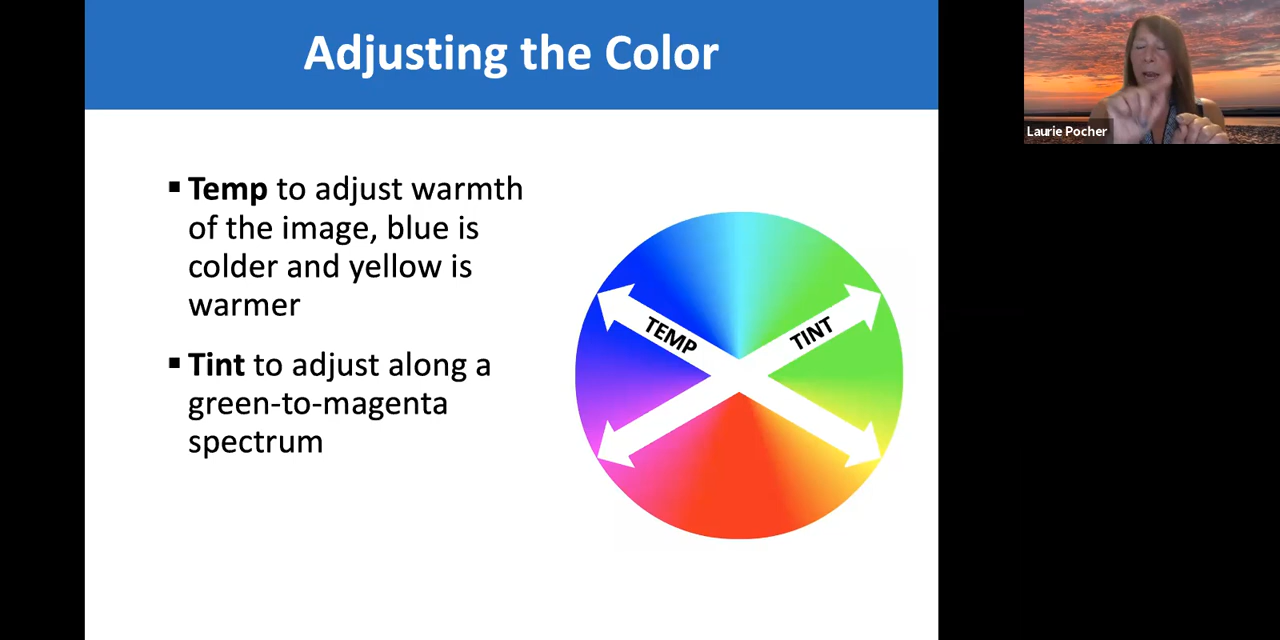 Adjusting the Color
Laurie Pocher
▪ Temp to adjust warmth
of the image, blue is
colder and yellow is
warmer
▪ Tint to adjust along a
green-to-magenta
spectrum
TEMP
TINT